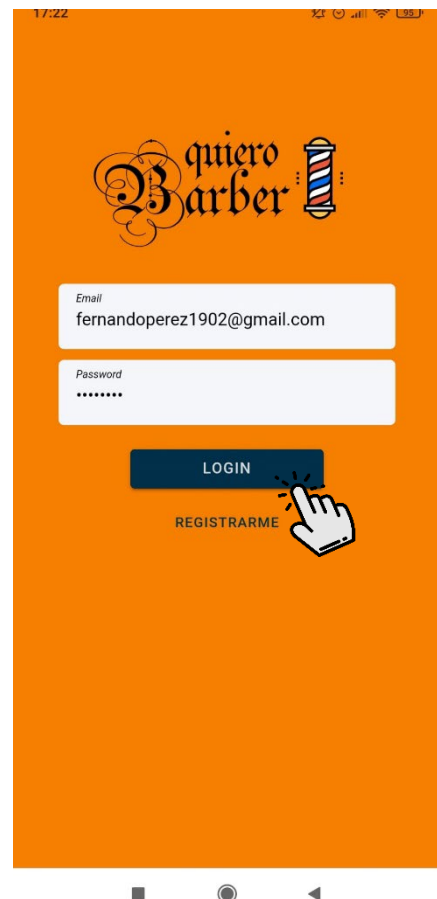 17:22 95
quiero
Barber
Email
fernandoperez1902@gmail.com
Password
••••••••
LOGIN
REGISTRARME